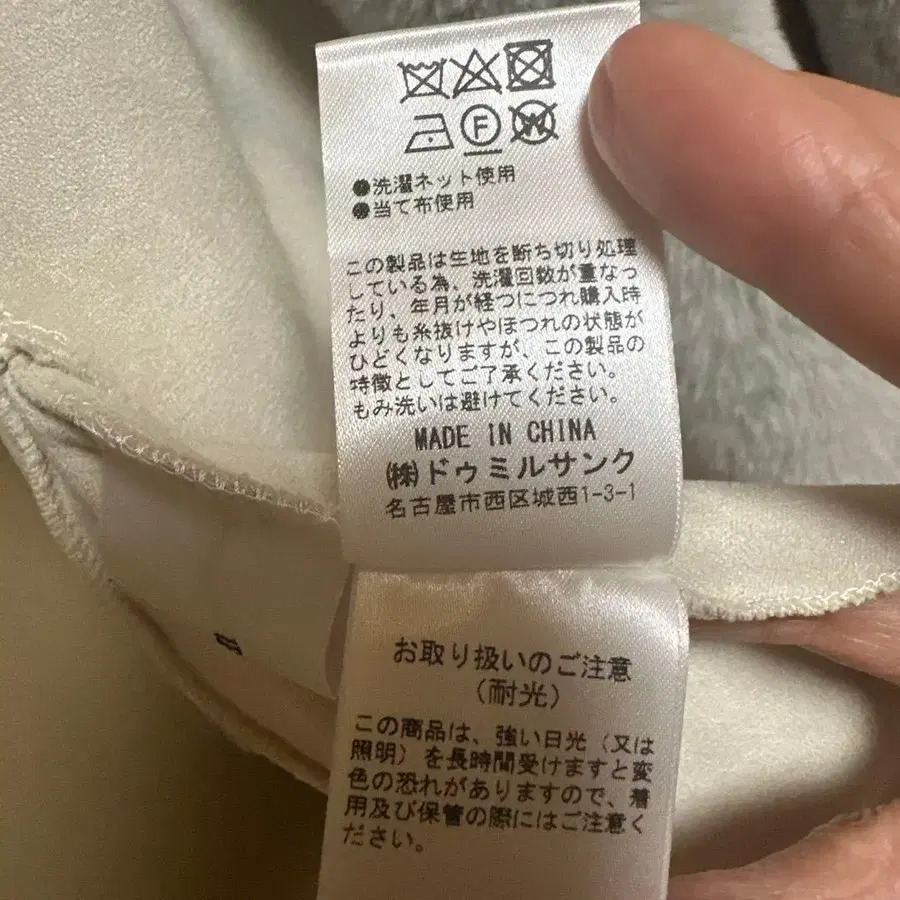 F
W
●洗濯ネット使用
●当て布使用
この製品は生地を断ち切り処理
している為、洗濯回数が重なっ
たり、年月が経つにつれ購入時
よりも糸抜けやほつれの状態が
ひどくなりますが、この製品の
特徴としてご了承ください。
もみ洗いは避けてください。
MADE IN CHINA
(株)ドゥミルサンク
名古屋市西区城西1-3-1
お取り扱いのご注意
(耐光)
この商品は、強い日光(又は
照明)を長時間受けますと変
色の恐れがありますので、着
用及び保管の際にはご注意く
ださい。